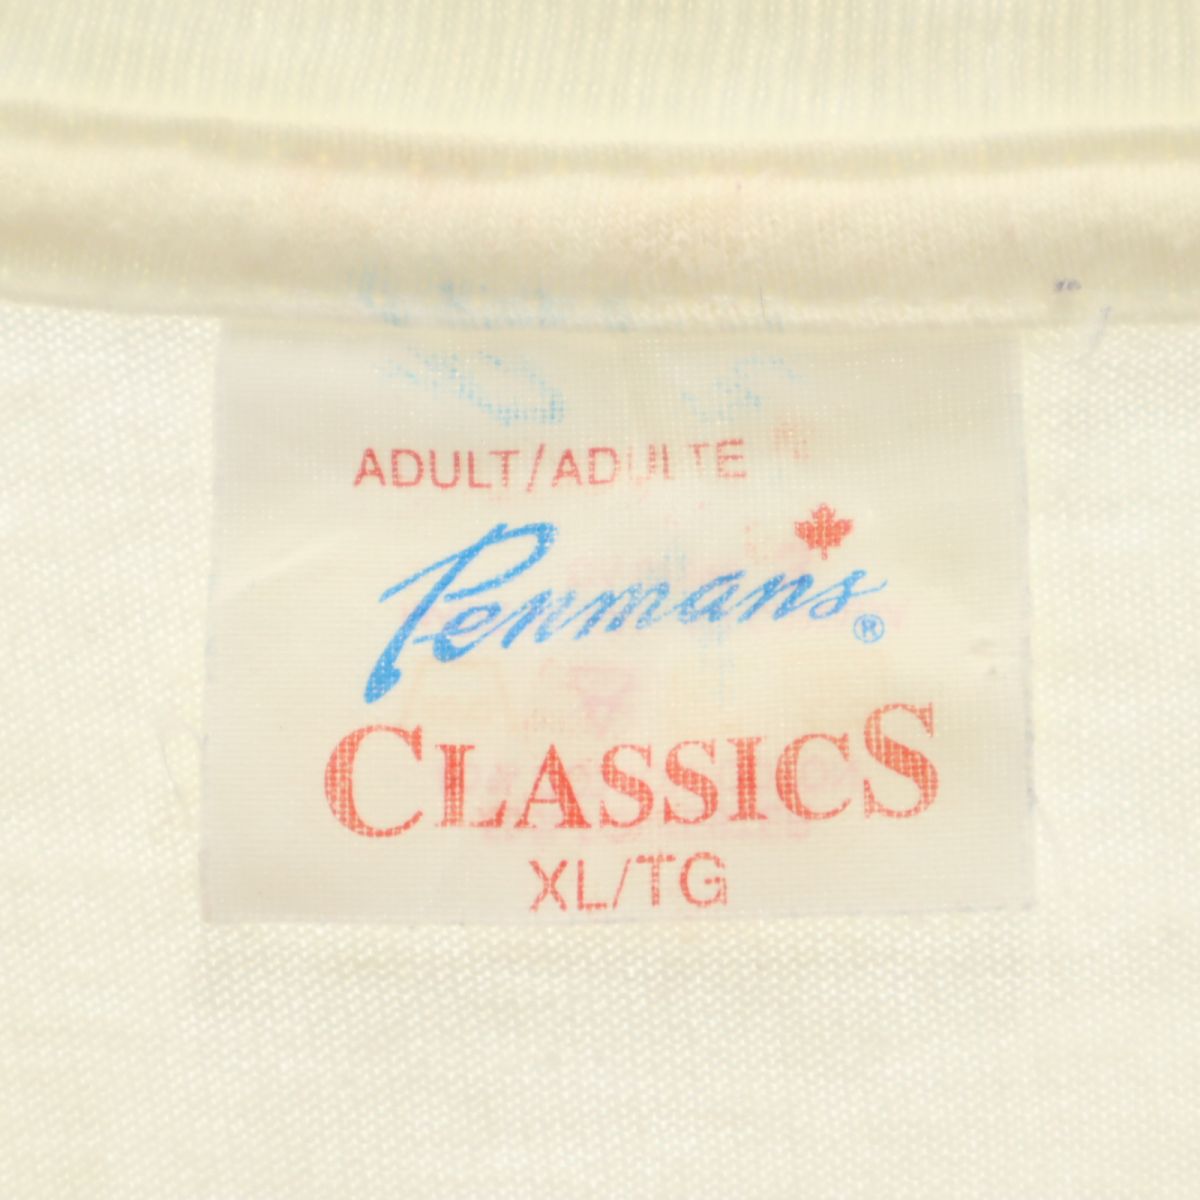 ADULT/ADULTE
Penmans®
CLASSICS
XL/TG